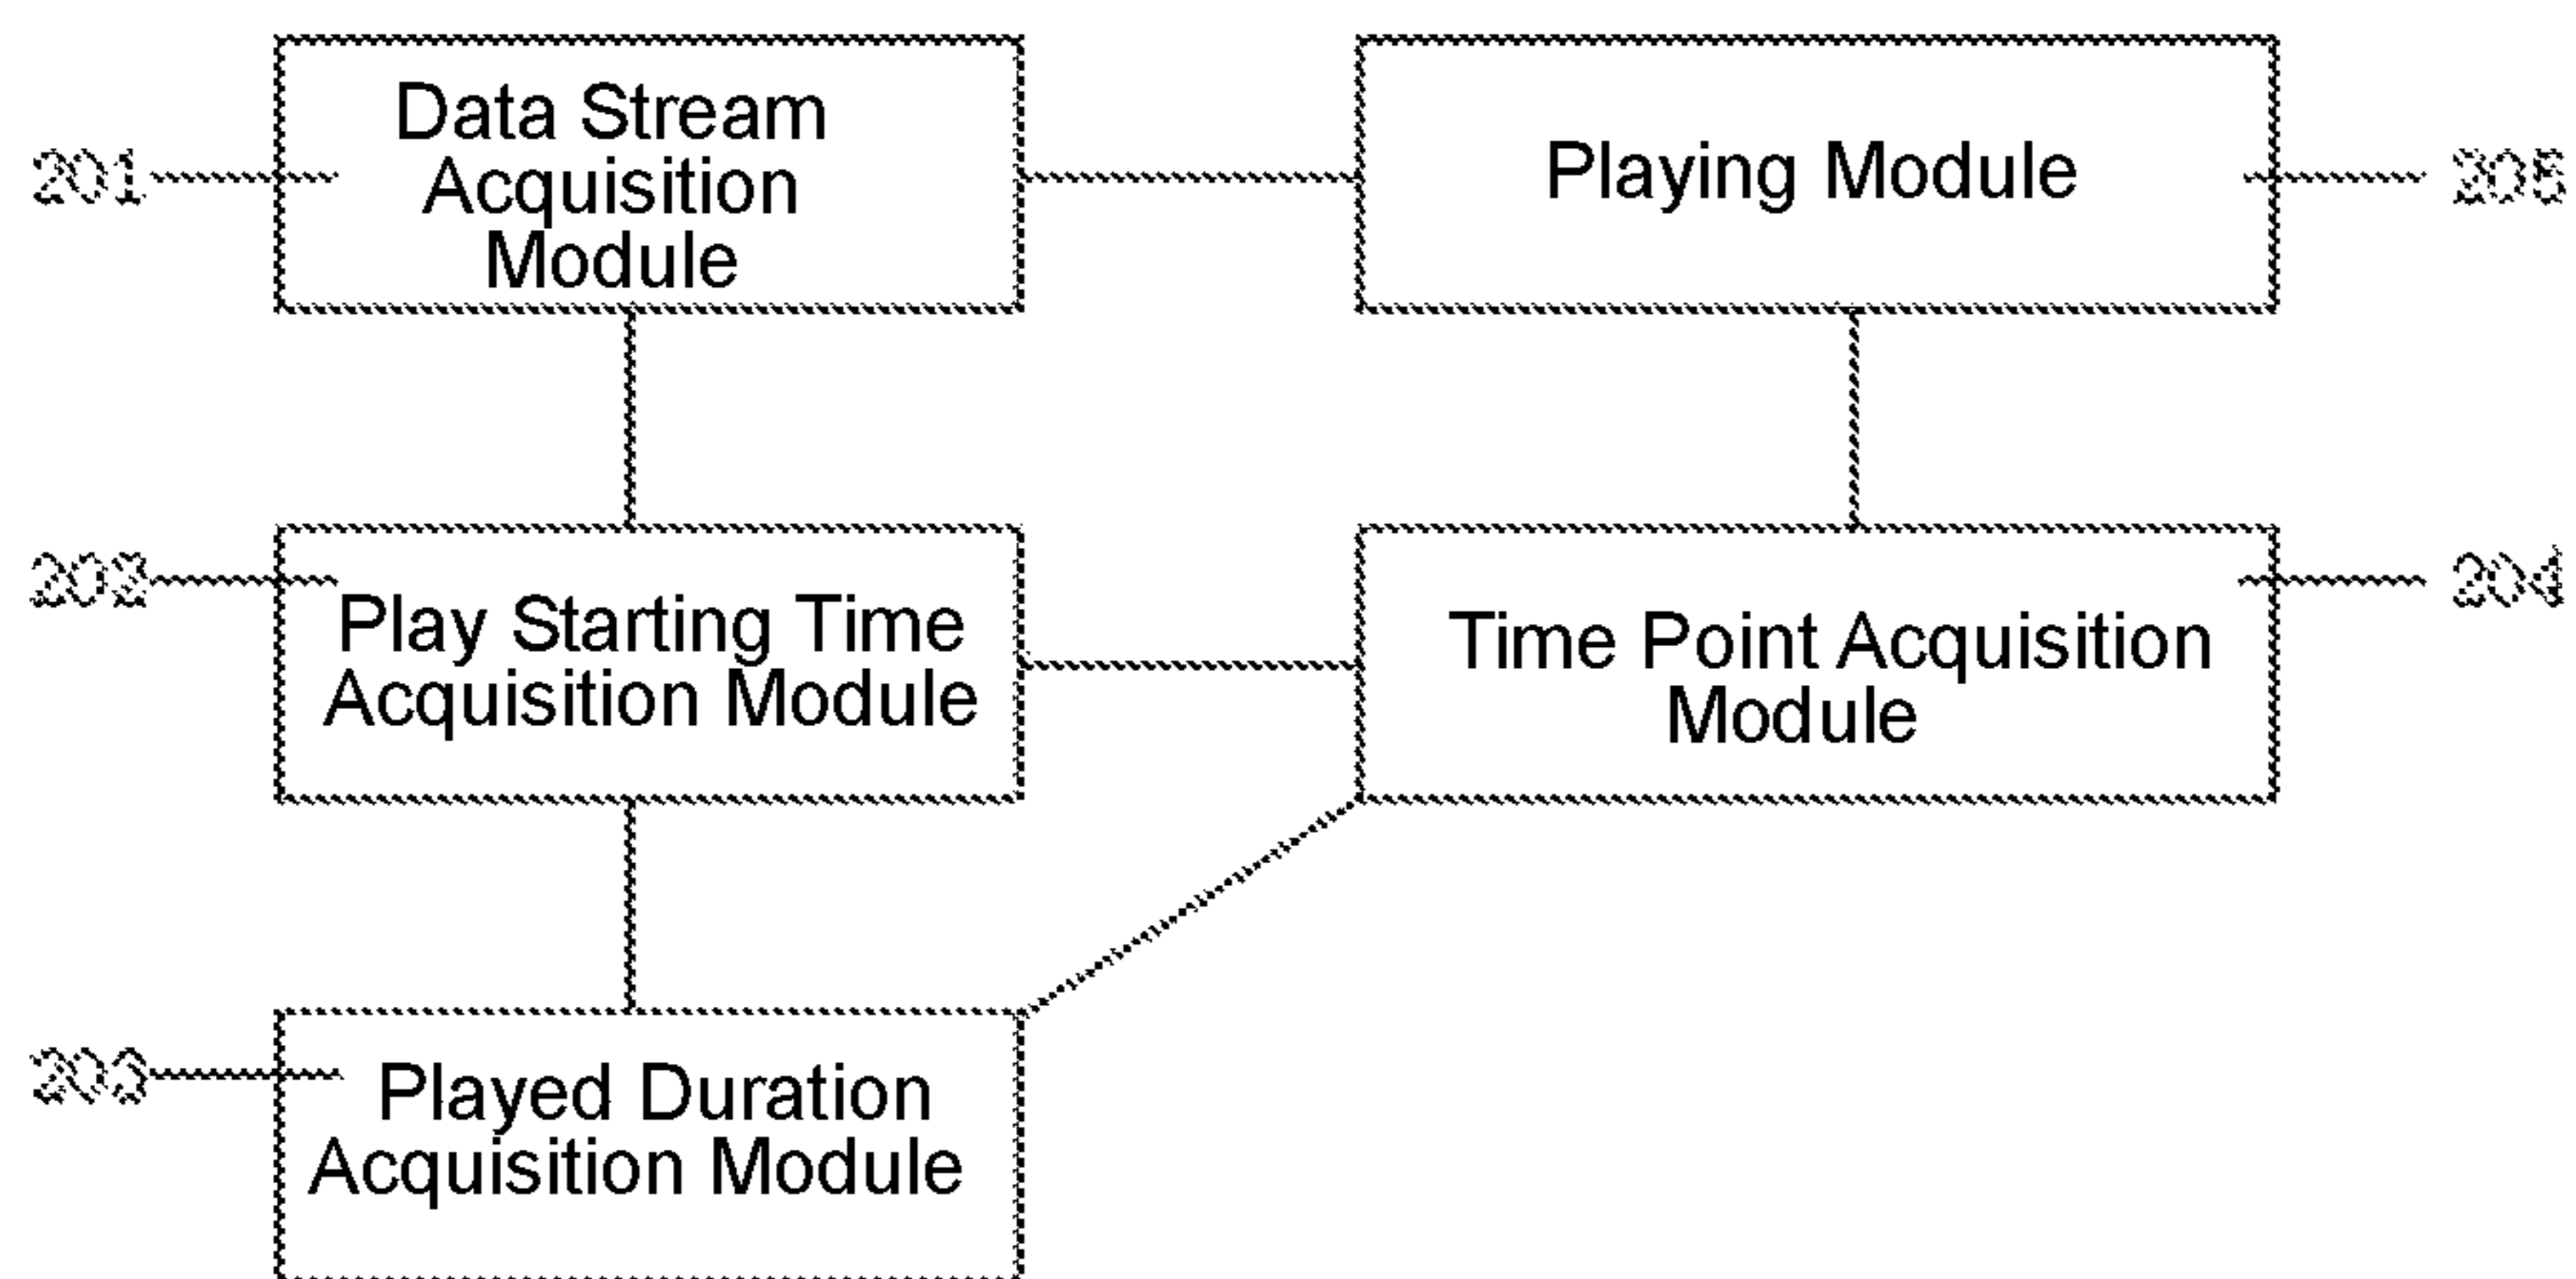 201
Data Stream
Acquisition
Module
Playing Module
205
202
Play Starting Time
Acquisition Module
Time Point Acquisition
Module
204
203
Played Duration
Acquisition Module